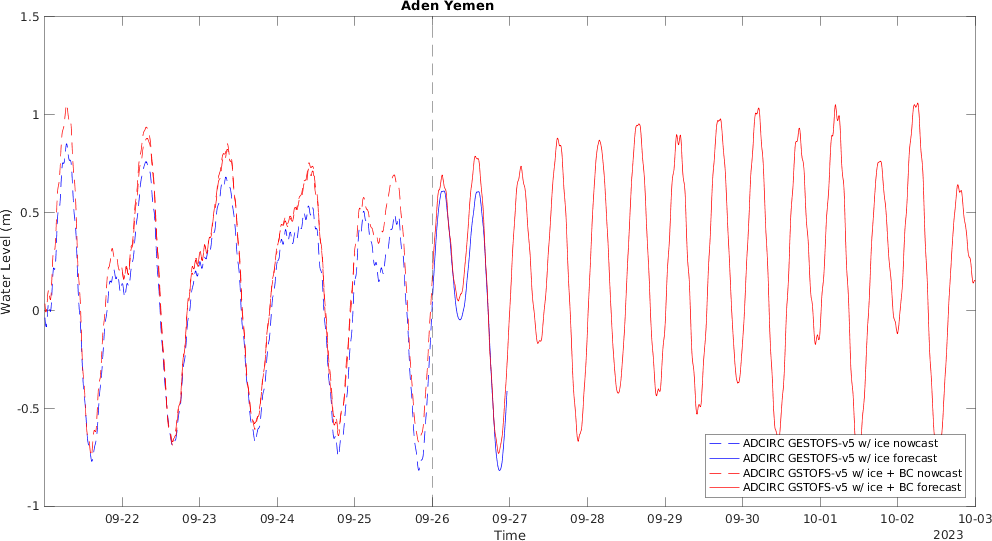 Aden Yemen
1.5
1
0.5
0
-0.5
-1
Water Level (m)
09-22 09-23 09-24 09-25 09-26 09-27 09-28 09-29 09-30 10-01 10-02 10-03
Time
2023
ADCIRC GESTOFS-v5 w/ ice nowcast
ADCIRC GESTOFS-v5 w/ ice forecast
ADCIRC GSTOFS-v5 w/ ice + BC nowcast
ADCIRC GSTOFS-v5 w/ ice + BC forecast